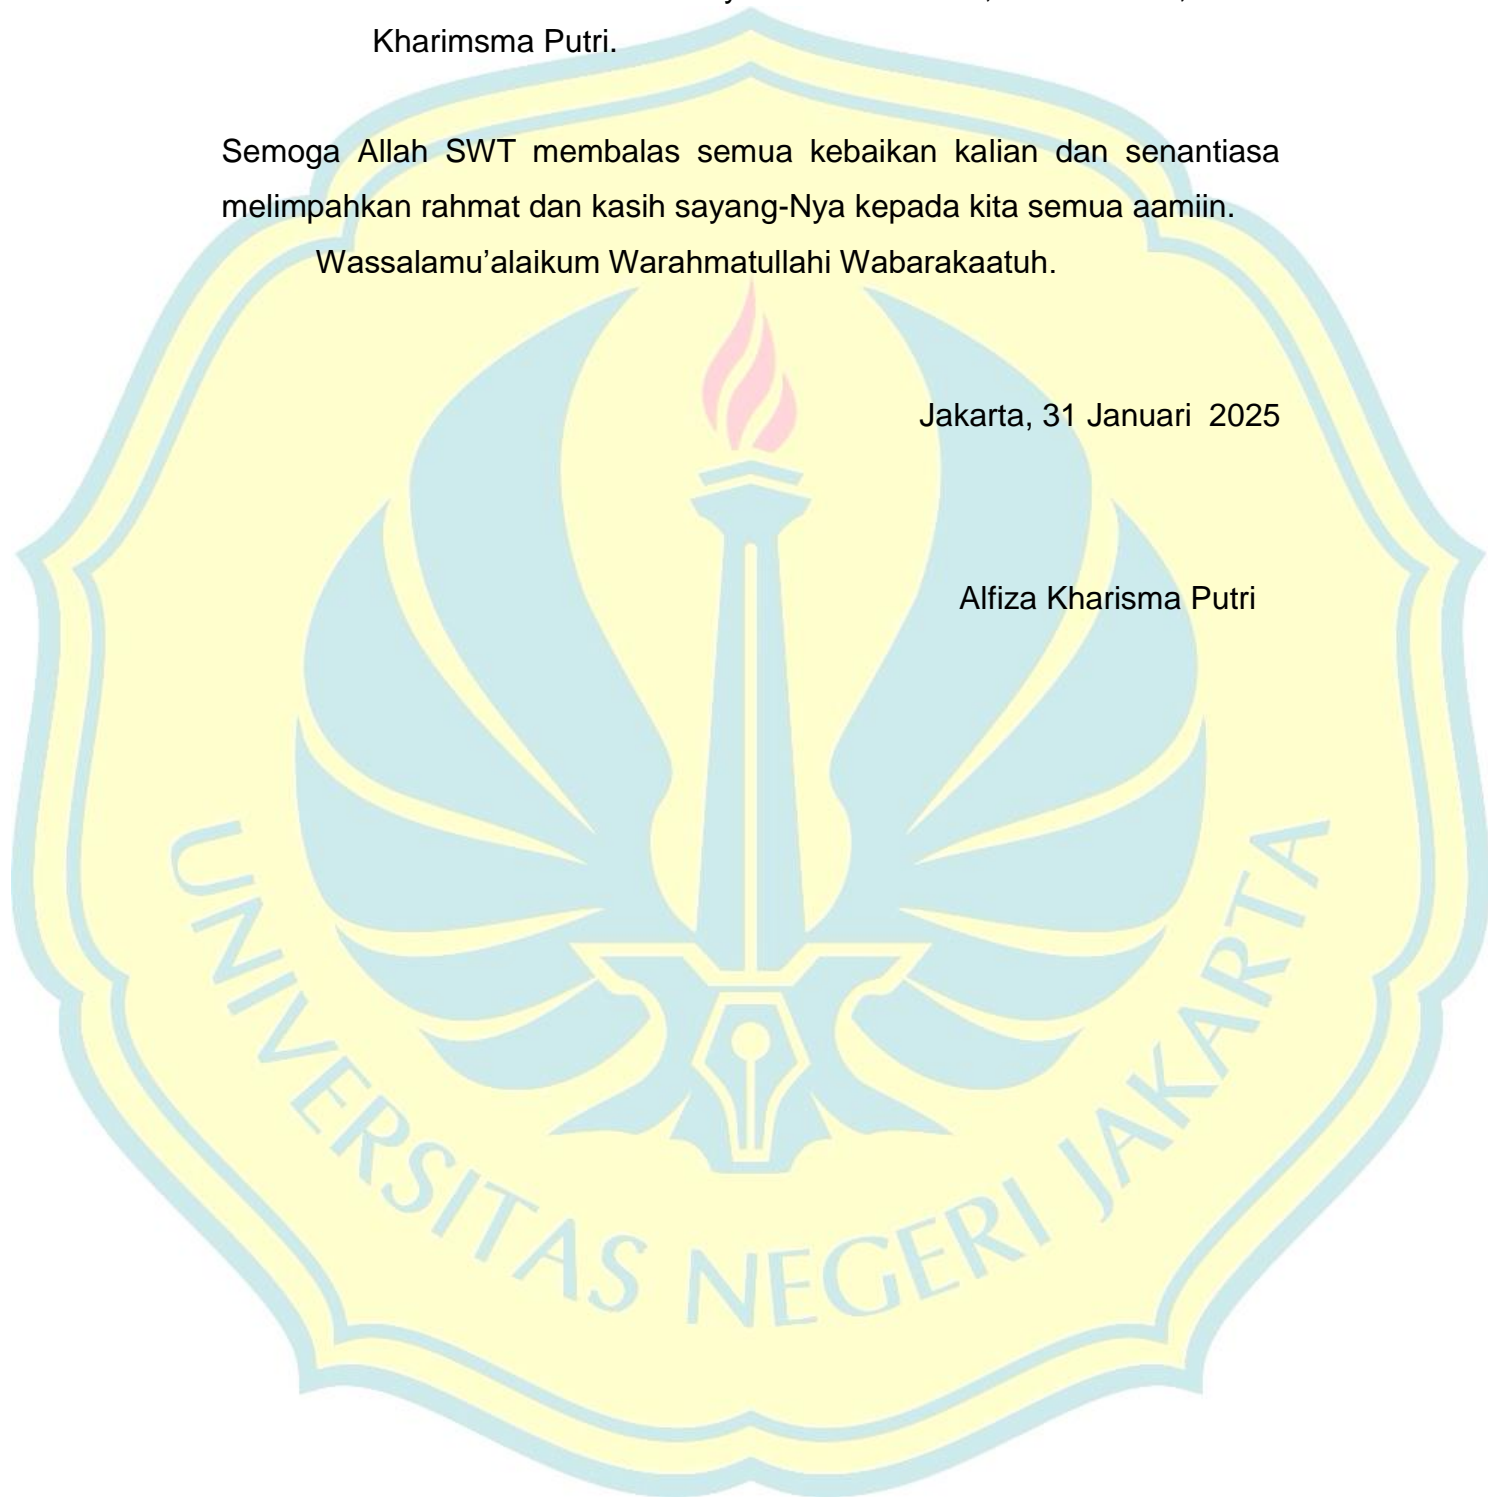 Kharimsma Putri.
Semoga Allah SWT membalas semua kebaikan kalian dan senantiasa
melimpahkan rahmat dan kasih sayang-Nya kepada kita semua aamiin.
Wassalamu’alaikum Warahmatullahi Wabarakaatuh.
Jakarta, 31 Januari  2025
Alfiza Kharisma Putri
UNIVERSITAS NEGERI JAKARTA